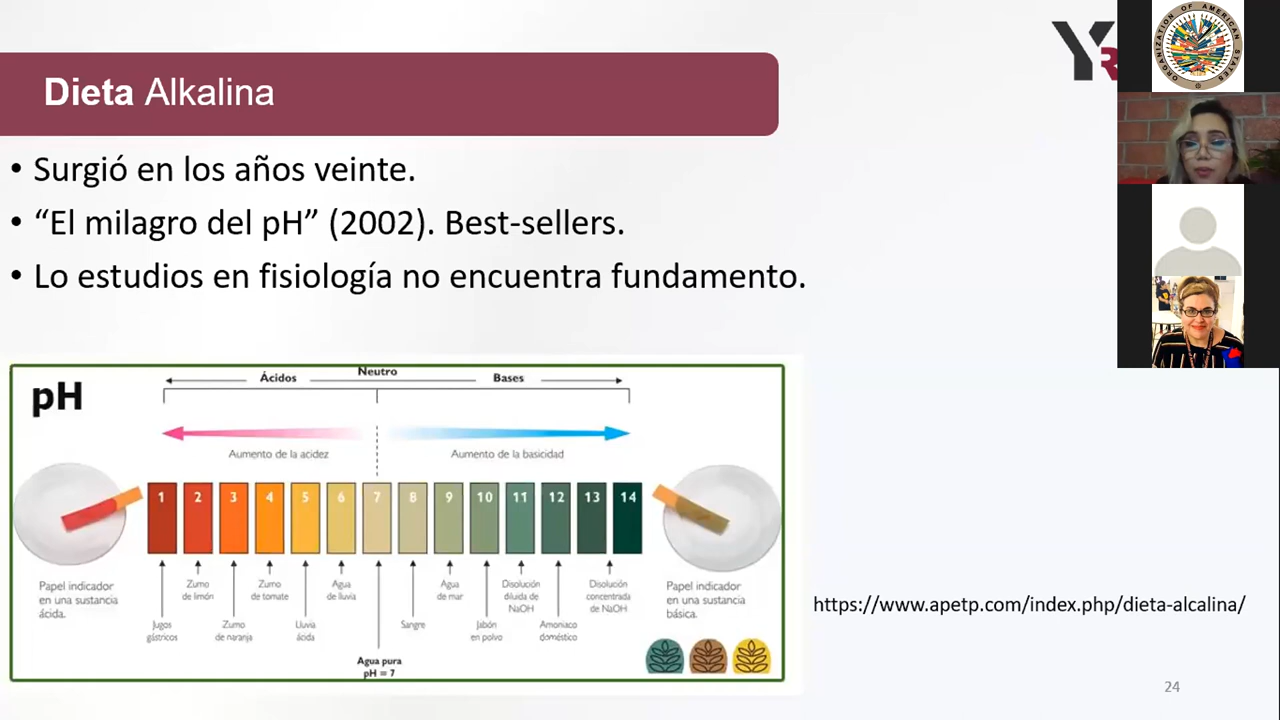 Dieta Alkalina
• Surgió en los años veinte.
• “El milagro del pH” (2002). Best-sellers.
• Lo estudios en fisiología no encuentra fundamento.
YR
ORGANIZATION OF AMERICAN STATES
pH
Ácidos
Neutro
Bases
Aumento de la acidez
Aumento de la basicidad
1 2 3 4 5 6 7 8 9 10 11 12 13 14
Papel indicador
en una sustancia
ácida.
Jugos
gástricos
Zumo
de limón
Zumo
de naranja
Zumo
de tomate
Lluvia
ácida
Agua
de lluvia
Agua pura
pH = 7
Sangre
Agua
de mar
Jabón
en polvo
Disolución
diluida de
NaOH
Amoniaco
doméstico
Disolución
concentrada
de NaOH
Papel indicador
en una sustancia
básica.
https://www.apetp.com/index.php/dieta-alcalina/
24